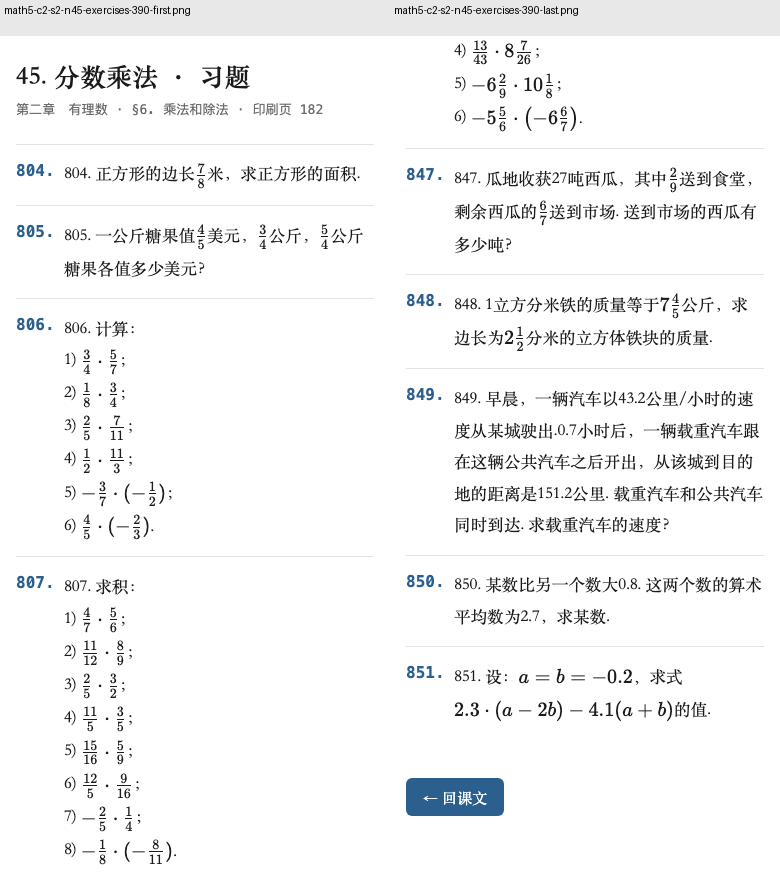 math5-c2-s2-n45-exercises-390-first.png
45. 分数乘法 · 习题
第二章 有理数 · §6. 乘法和除法 · 印刷页 182
804. 804. 正方形的边长7/8米，求正方形的面积.
805. 805. 一公斤糖果值4/5美元，3/4公斤，5/4公斤
糖果各值多少美元?
806. 806. 计算：
1) 3/4 · 5/7;
2) 1/8 · 3/4;
3) 2/5 · 7/11;
4) 1/2 · 11/3;
5) −3/7 · (−1/2);
6) 4/5 · (−2/3).
807. 807. 求积：
1) 4/7 · 5/6;
2) 11/12 · 8/9;
3) 2/5 · 3/2;
4) 11/5 · 3/5;
5) 15/16 · 5/9;
6) 12/5 · 9/16;
7) −2/5 · 1/4;
8) −1/8 · (−8/11).
math5-c2-s2-n45-exercises-390-last.png
4) 13/43 · 8 7/26;
5) −6 2/9 · 10 1/8;
6) −5 5/6 · (−6 6/7).
847. 847. 瓜地收获27吨西瓜，其中2/9送到食堂，
剩余西瓜的6/7送到市场. 送到市场的西瓜有
多少吨?
848. 848. 1立方分米铁的质量等于7 4/5公斤，求
边长为2 1/2分米的立方体铁块的质量.
849. 849. 早晨，一辆汽车以43.2公里/小时的速
度从某城驶出.0.7小时后，一辆载重汽车跟
在这辆公共汽车之后开出，从该城到目的
地的距离是151.2公里. 载重汽车和公共汽车
同时到达. 求载重汽车的速度?
850. 850. 某数比另一个数大0.8. 这两个数的算术
平均数为2.7，求某数.
851. 851. 设：a = b = −0.2，求式
2.3 · (a − 2b) − 4.1(a + b)的值.
← 回课文